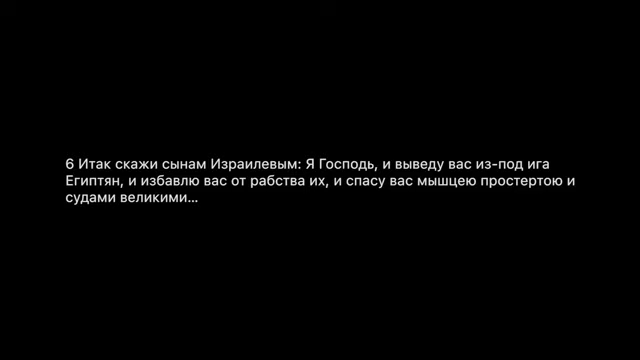 6 Итак скажи сынам Израилевым: Я Господь, и выведу вас из-под ига
Египтян, и избавлю вас от рабства их, и спасу вас мышцею простертою и
судами великими...